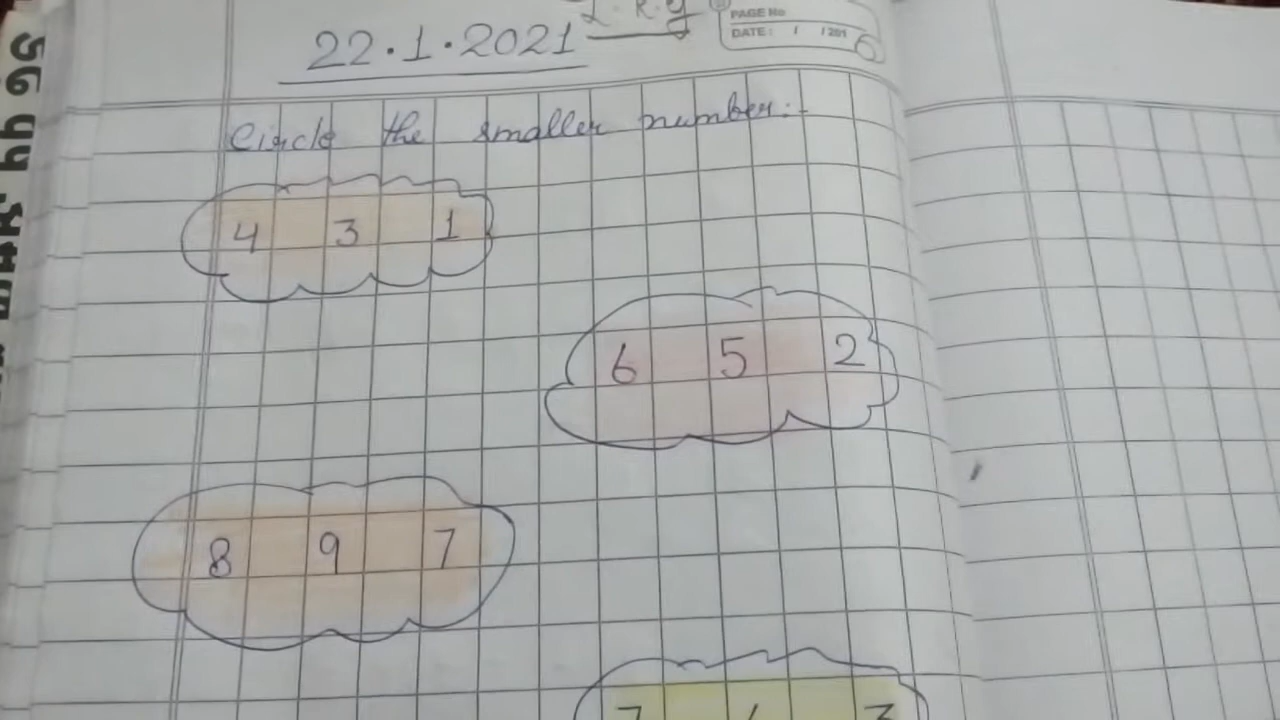 L.K.G
PAGE No
DATE: / /201
22.1.2021
Circle the smaller number:-
4 3 1
6 5 2
8 9 7